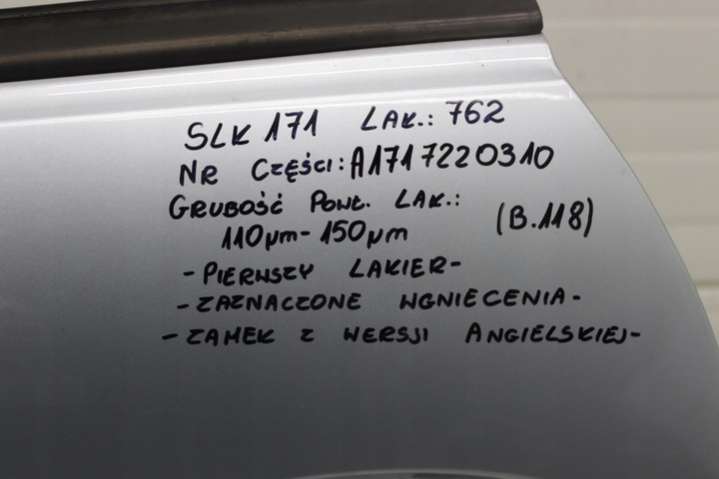 SLK 171 LAK.: 762
NR CZĘŚCI: A1717220310
GRUBOŚĆ POWŁ. LAK.:
110µm - 150µm (B.118)
- PIERWSZY LAKIER -
- ZAZNACZONE WGNIECENIA -
- ZAMEK Z WERSJI ANGIELSKIEJ -